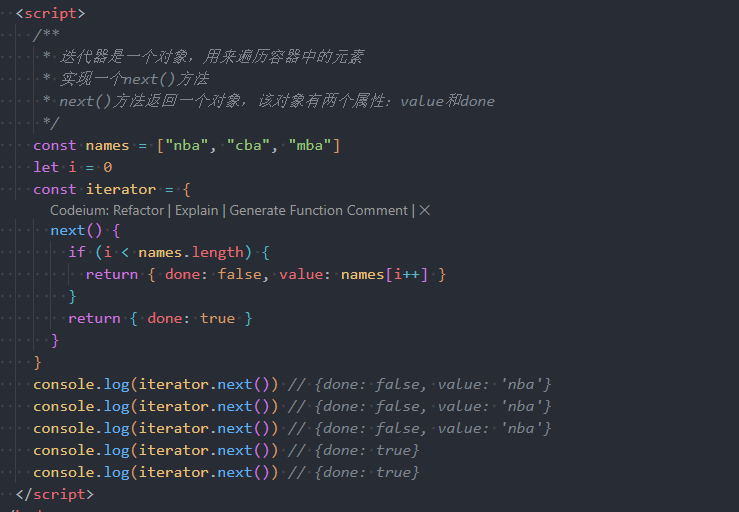 <script>
/**
* 迭代器是一个对象，用来遍历容器中的元素
* 实现一个next()方法
* next()方法返回一个对象，该对象有两个属性：value和done
*/
const names = ["nba", "cba", "mba"]
let i = 0
const iterator = {
Codeium: Refactor | Explain | Generate Function Comment | ×
next() {
if (i < names.length) {
return { done: false, value: names[i++] }
}
return { done: true }
}
}
console.log(iterator.next()) // {done: false, value: 'nba'}
console.log(iterator.next()) // {done: false, value: 'nba'}
console.log(iterator.next()) // {done: false, value: 'nba'}
console.log(iterator.next()) // {done: true}
console.log(iterator.next()) // {done: true}
</script>